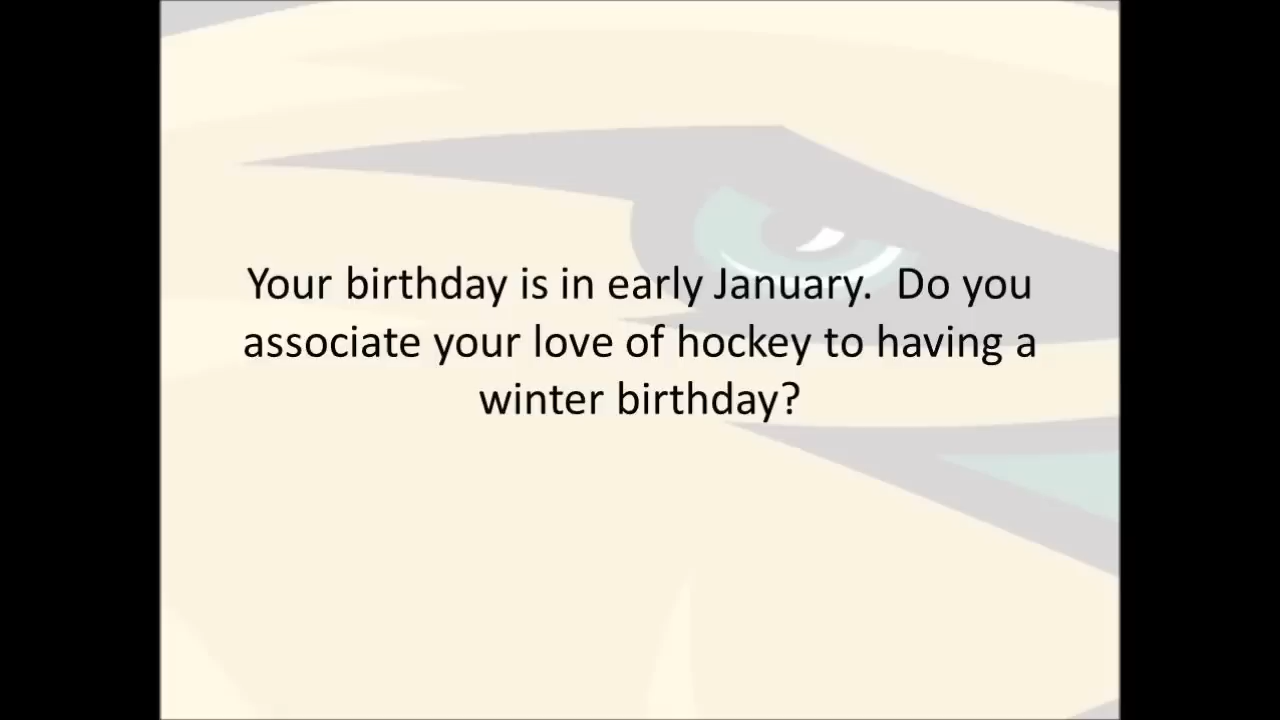 Your birthday is in early January.  Do you
associate your love of hockey to having a
winter birthday?